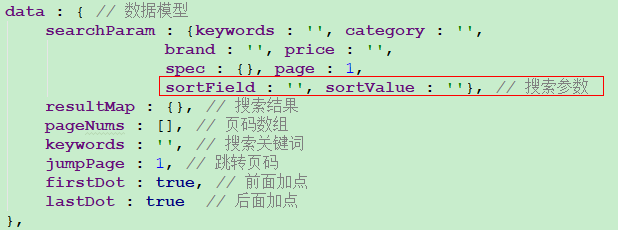 data : { // 数据模型
searchParam : {keywords : '', category : '',
brand : '', price : '',
spec : {}, page : 1,
sortField : '', sortValue : ''}, // 搜索参数
resultMap : {}, // 搜索结果
pageNums : [], // 页码数组
keywords : '', // 搜索关键词
jumpPage : 1, // 跳转页码
firstDot : true, // 前面加点
lastDot : true  // 后面加点
},